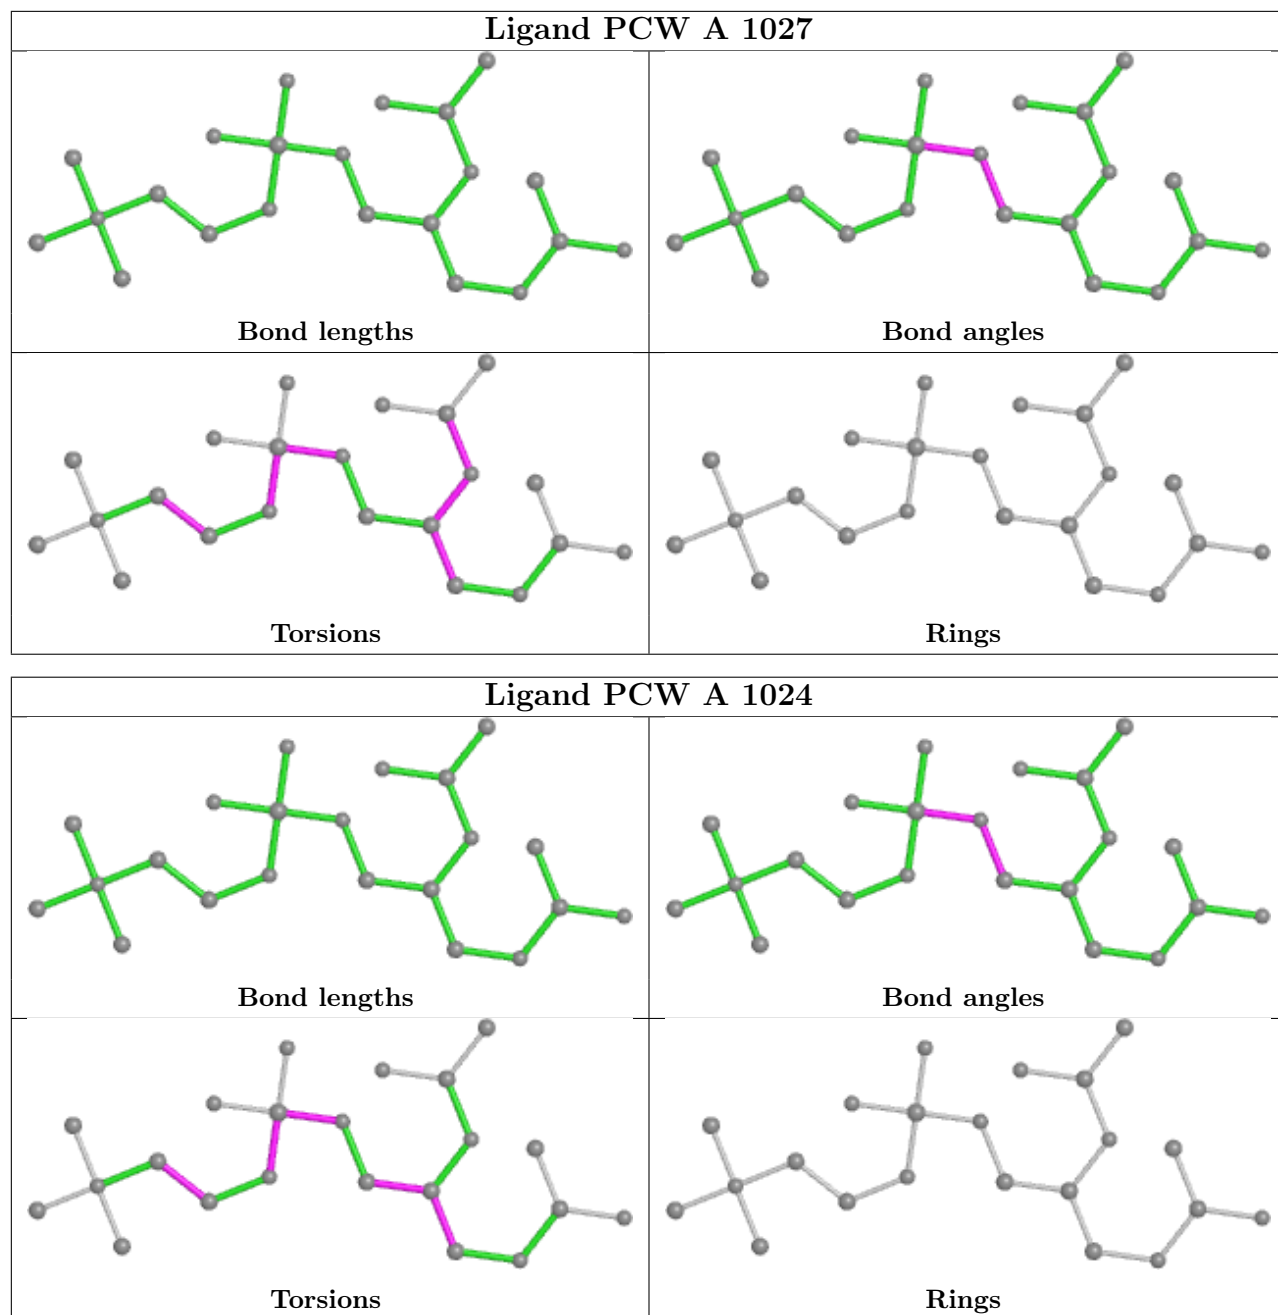 Ligand PCW A 1027
Bond lengths
Bond angles
Torsions
Rings
Ligand PCW A 1024
Bond lengths
Bond angles
Torsions
Rings